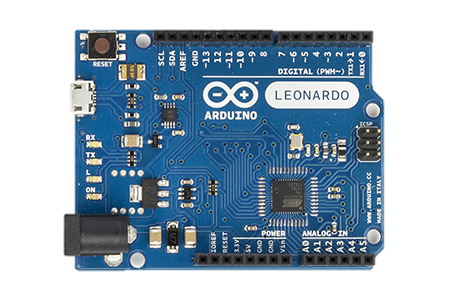 RESET
SCL
SDA
AREF
GND
~13
12
~11
~10
~9
8
7
~6
~5
4
~3
2
TX→1
RX←0
DIGITAL (PWM~)
ARDUINO
LEONARDO
ICSP
RX
TX
L
ON
WWW.ARDUINO.CC
MADE IN ITALY
POWER
ANALOG IN
IOREF
RESET
3.3V
5V
GND
GND
Vin
A0
A1
A2
A3
A4
A5